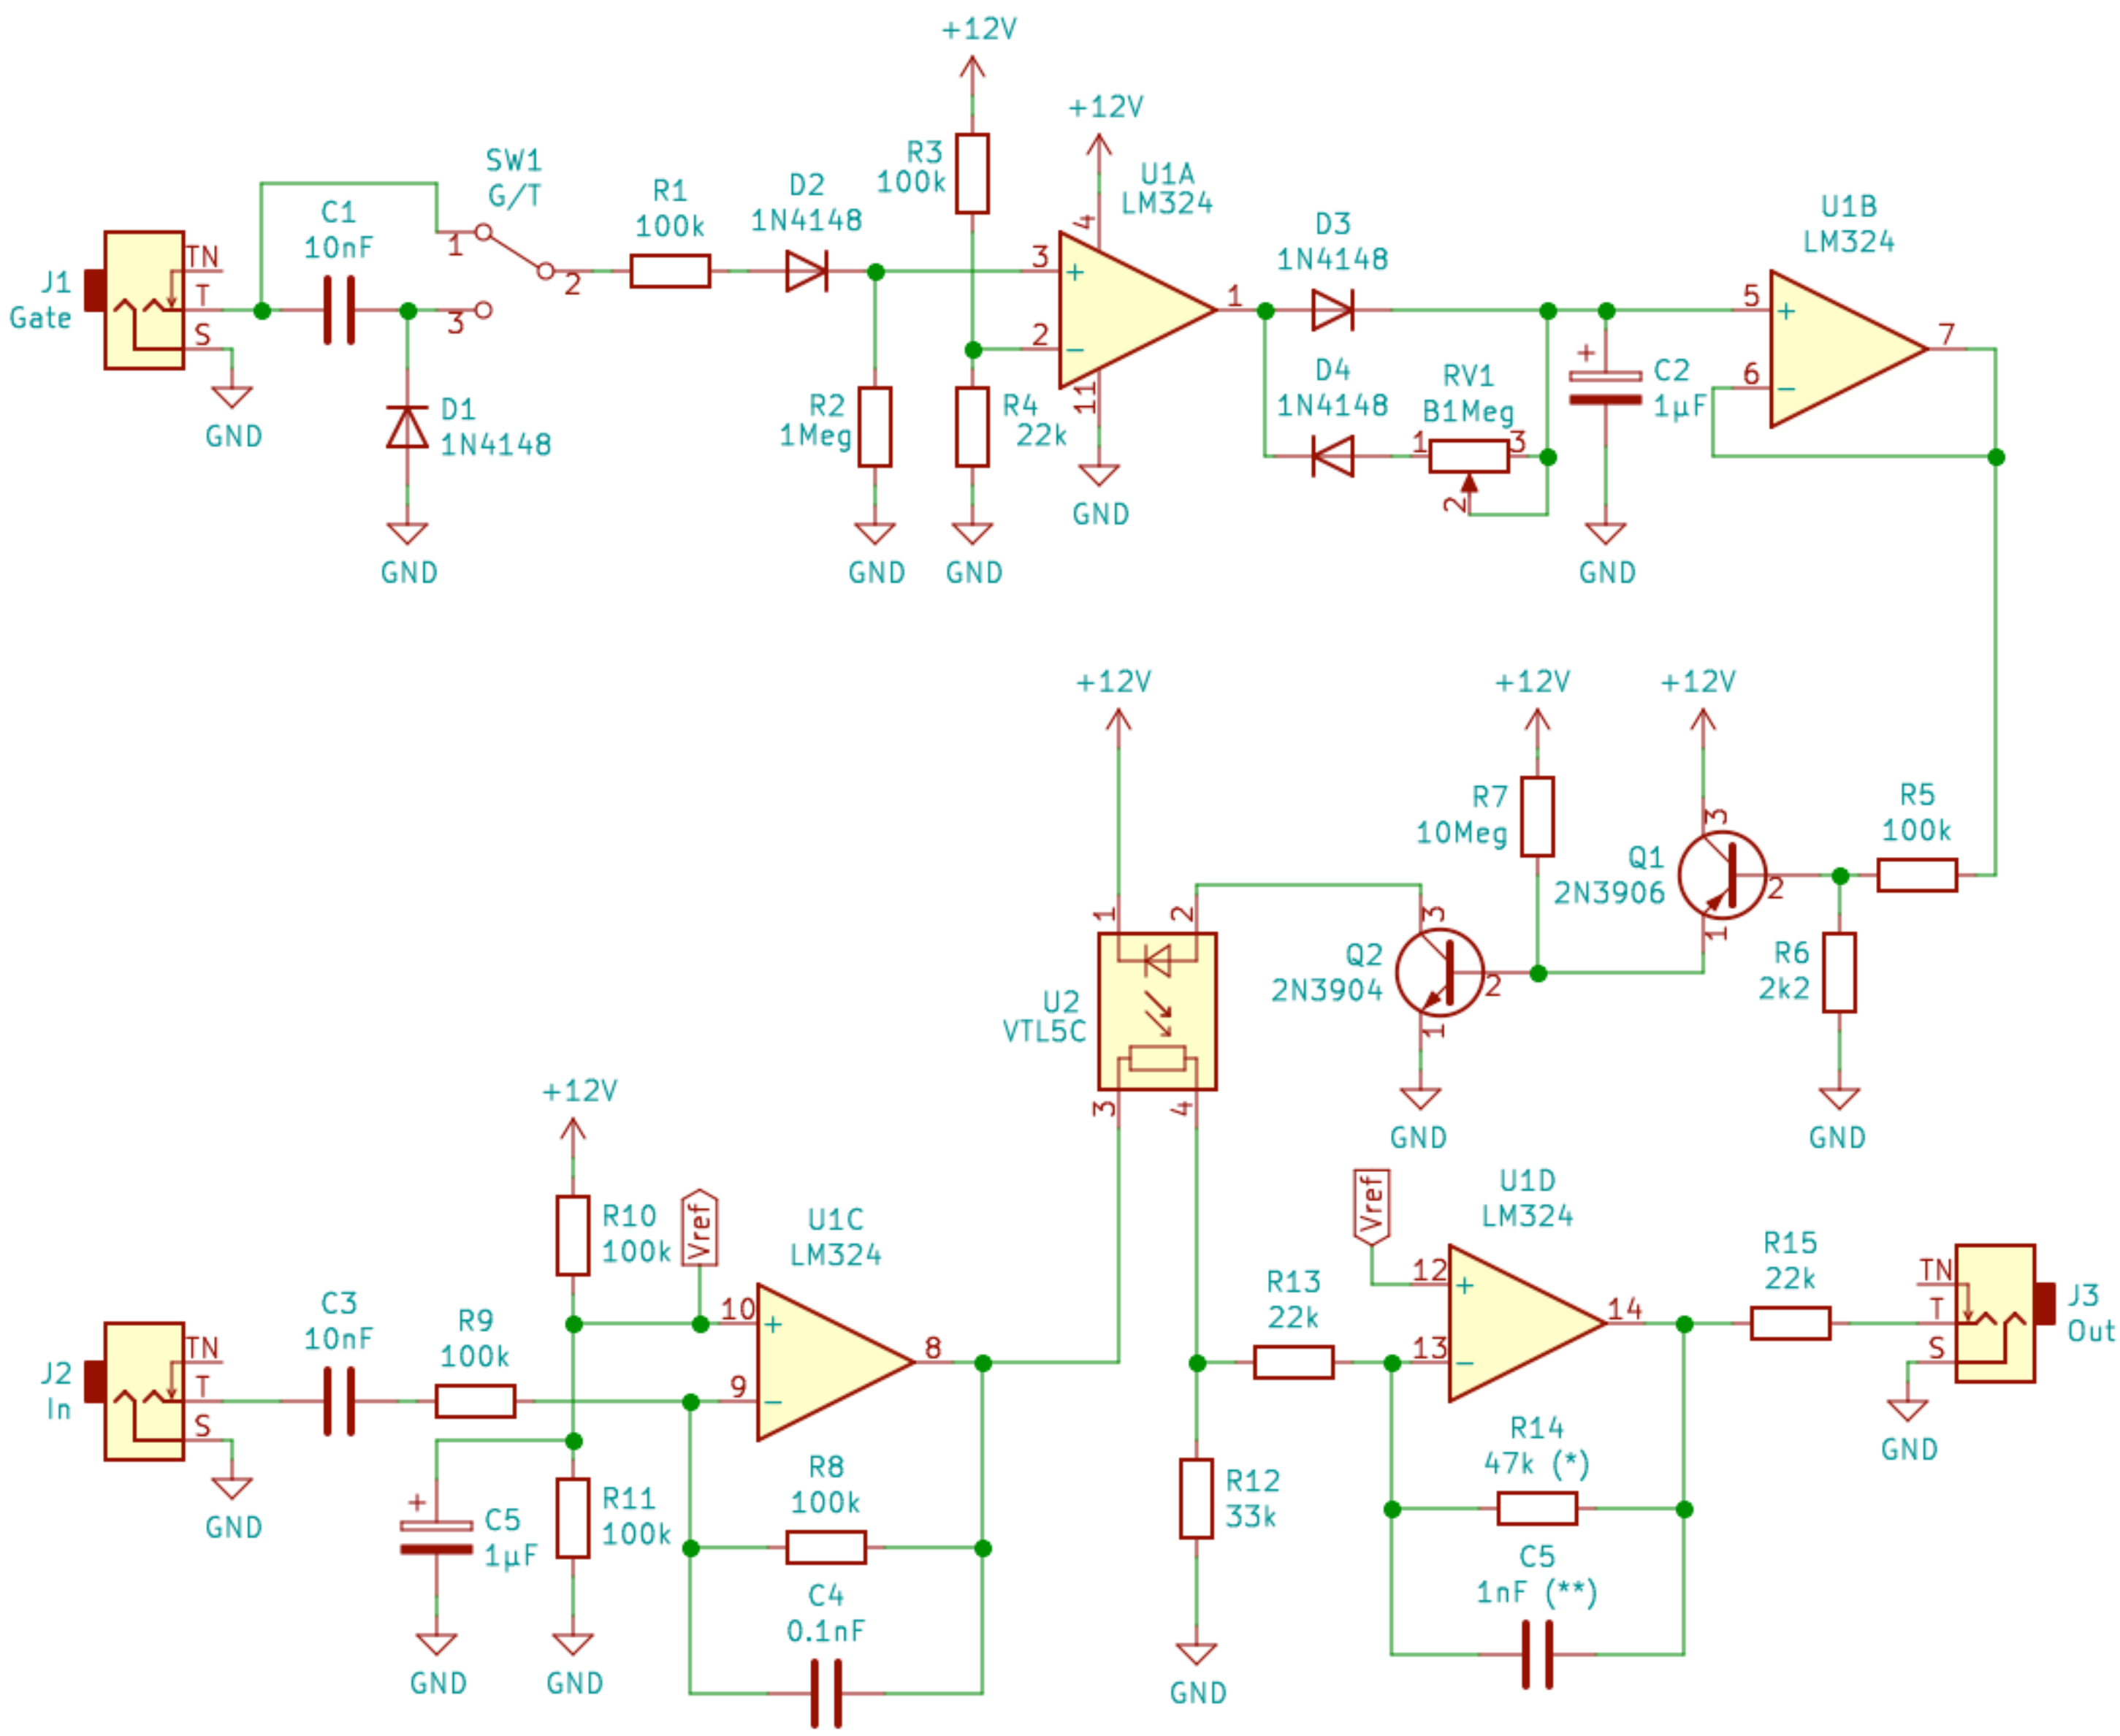 +12V
+12V
R3
100k
U1A
LM324
SW1
G/T
C1
10nF
R1
100k
D2
1N4148
D3
1N4148
U1B
LM324
J1
Gate
TN
T
S
1
2
3
3
+
2
−
4
11
1
5
+
6
−
7
D4
1N4148
RV1
B1Meg
1
3
2
+
C2
1µF
D1
1N4148
R2
1Meg
R4
22k
GND
GND
GND
GND
GND
GND
+12V
+12V
+12V
R7
10Meg
Q1
2N3906
3
2
1
R5
100k
R6
2k2
Q2
2N3904
3
2
1
U2
VTL5C
1
2
3
4
GND
GND
+12V
R10
100k
Vref
U1C
LM324
10
+
9
−
8
Vref
U1D
LM324
12
+
13
−
14
R13
22k
R15
22k
TN
T
S
J3
Out
GND
J2
In
TN
T
S
C3
10nF
R9
100k
GND
+
C5
1µF
R11
100k
R8
100k
C4
0.1nF
R12
33k
R14
47k (*)
C5
1nF (**)
GND
GND
GND